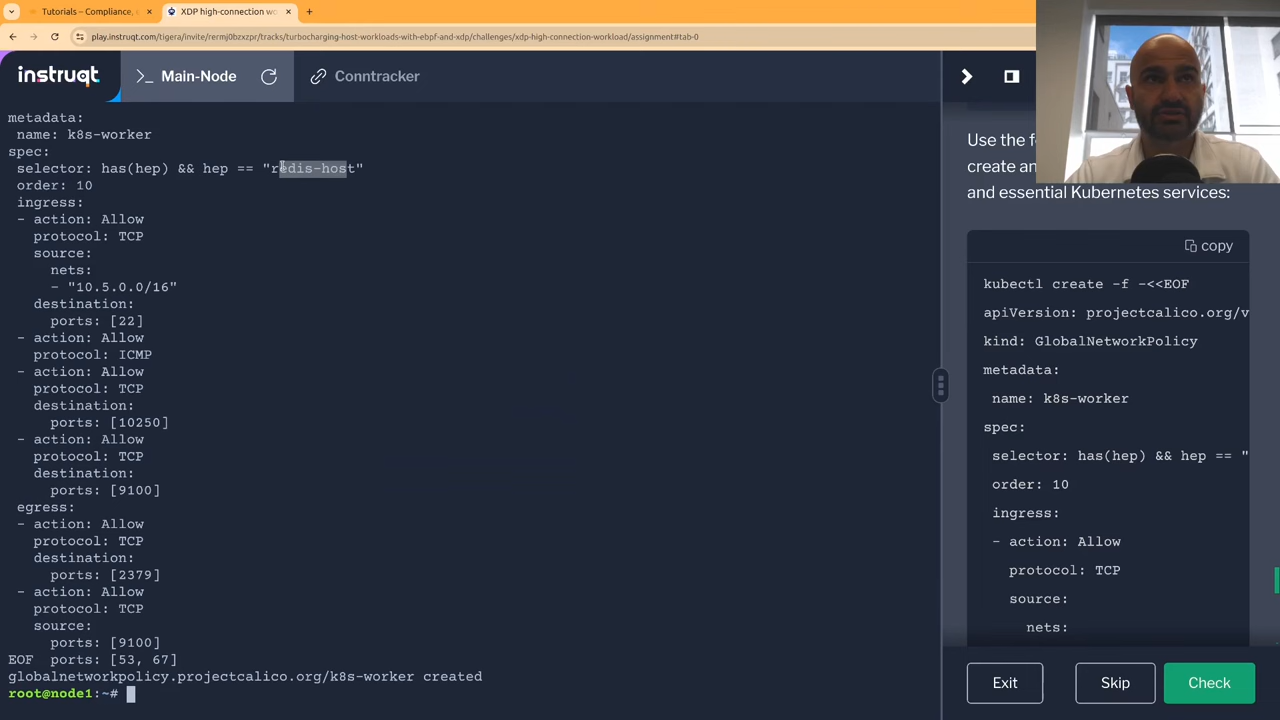 Tutorials – Compliance,
XDP high-connection wo
play.instruqt.com/tigera/invite/rermj0bzxzpr/tracks/turbocharging-host-workloads-with-ebpf-and-xdp/challenges/xdp-high-connection-workload/assignment#tab-0
instruqt
>_ Main-Node
Conntracker
metadata:
name: k8s-worker
spec:
selector: has(hep) && hep == "redis-host"
order: 10
ingress:
- action: Allow
protocol: TCP
source:
nets:
- "10.5.0.0/16"
destination:
ports: [22]
- action: Allow
protocol: ICMP
- action: Allow
protocol: TCP
destination:
ports: [10250]
- action: Allow
protocol: TCP
destination:
ports: [9100]
egress:
- action: Allow
protocol: TCP
destination:
ports: [2379]
- action: Allow
protocol: TCP
source:
ports: [9100]
EOF  ports: [53, 67]
globalnetworkpolicy.projectcalico.org/k8s-worker created
root@node1:~#
Use the f
create an
and essential Kubernetes services:
copy
kubectl create -f -<<EOF
apiVersion: projectcalico.org/v
kind: GlobalNetworkPolicy
metadata:
name: k8s-worker
spec:
selector: has(hep) && hep == "
order: 10
ingress:
- action: Allow
protocol: TCP
source:
nets:
Exit
Skip
Check